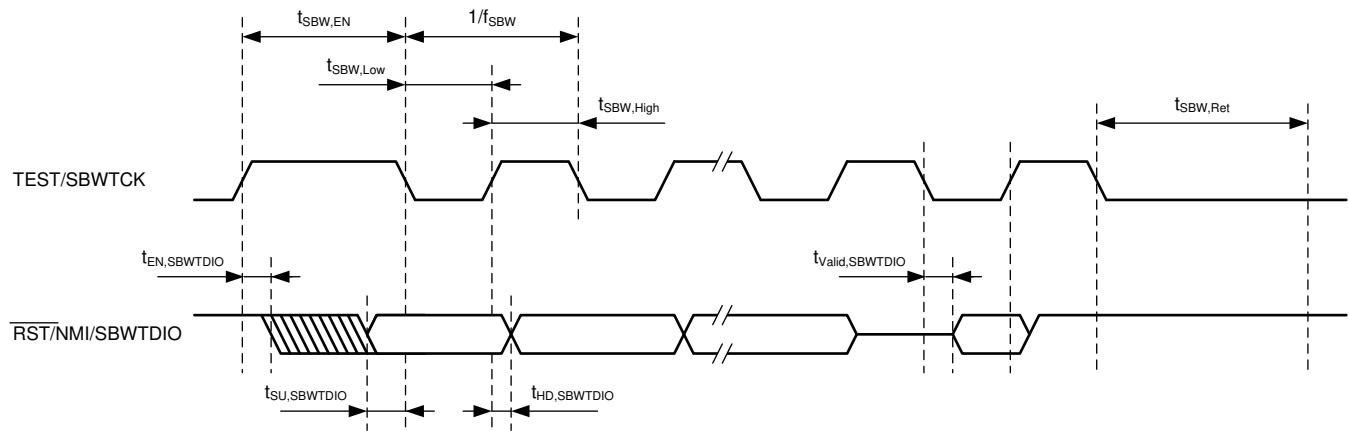 tSBW,EN
1/fSBW
tSBW,Low
tSBW,High
tSBW,Ret
TEST/SBWTCK
tEN,SBWTDIO
tValid,SBWTDIO
RST/NMI/SBWTDIO
tSU,SBWTDIO
tHD,SBWTDIO